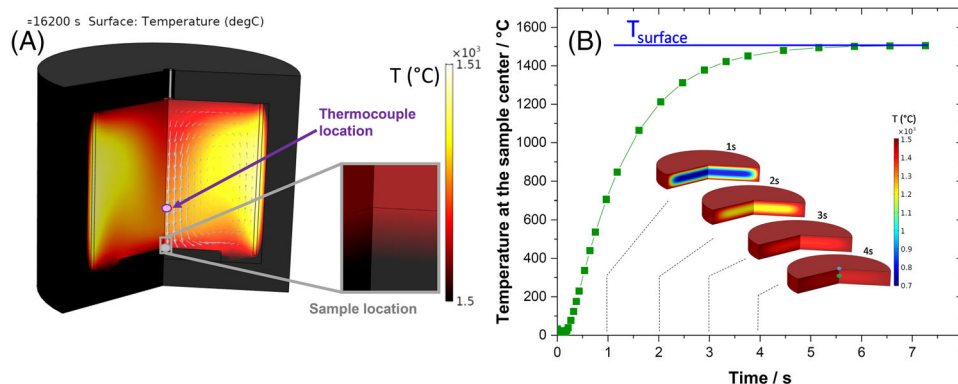 =16200 s Surface: Temperature (degC)
(A)
T (°C)
×10³
1.51
1.5
Thermocouple
location
Sample location
(B)
Temperature at the sample center / °C
1600
1400
1200
1000
800
600
400
200
0
0 1 2 3 4 5 6 7
Time / s
T surface
1s
2s
3s
4s
T (°C)
×10³
1.5
1.4
1.3
1.2
1.1
1
0.9
0.8
0.7